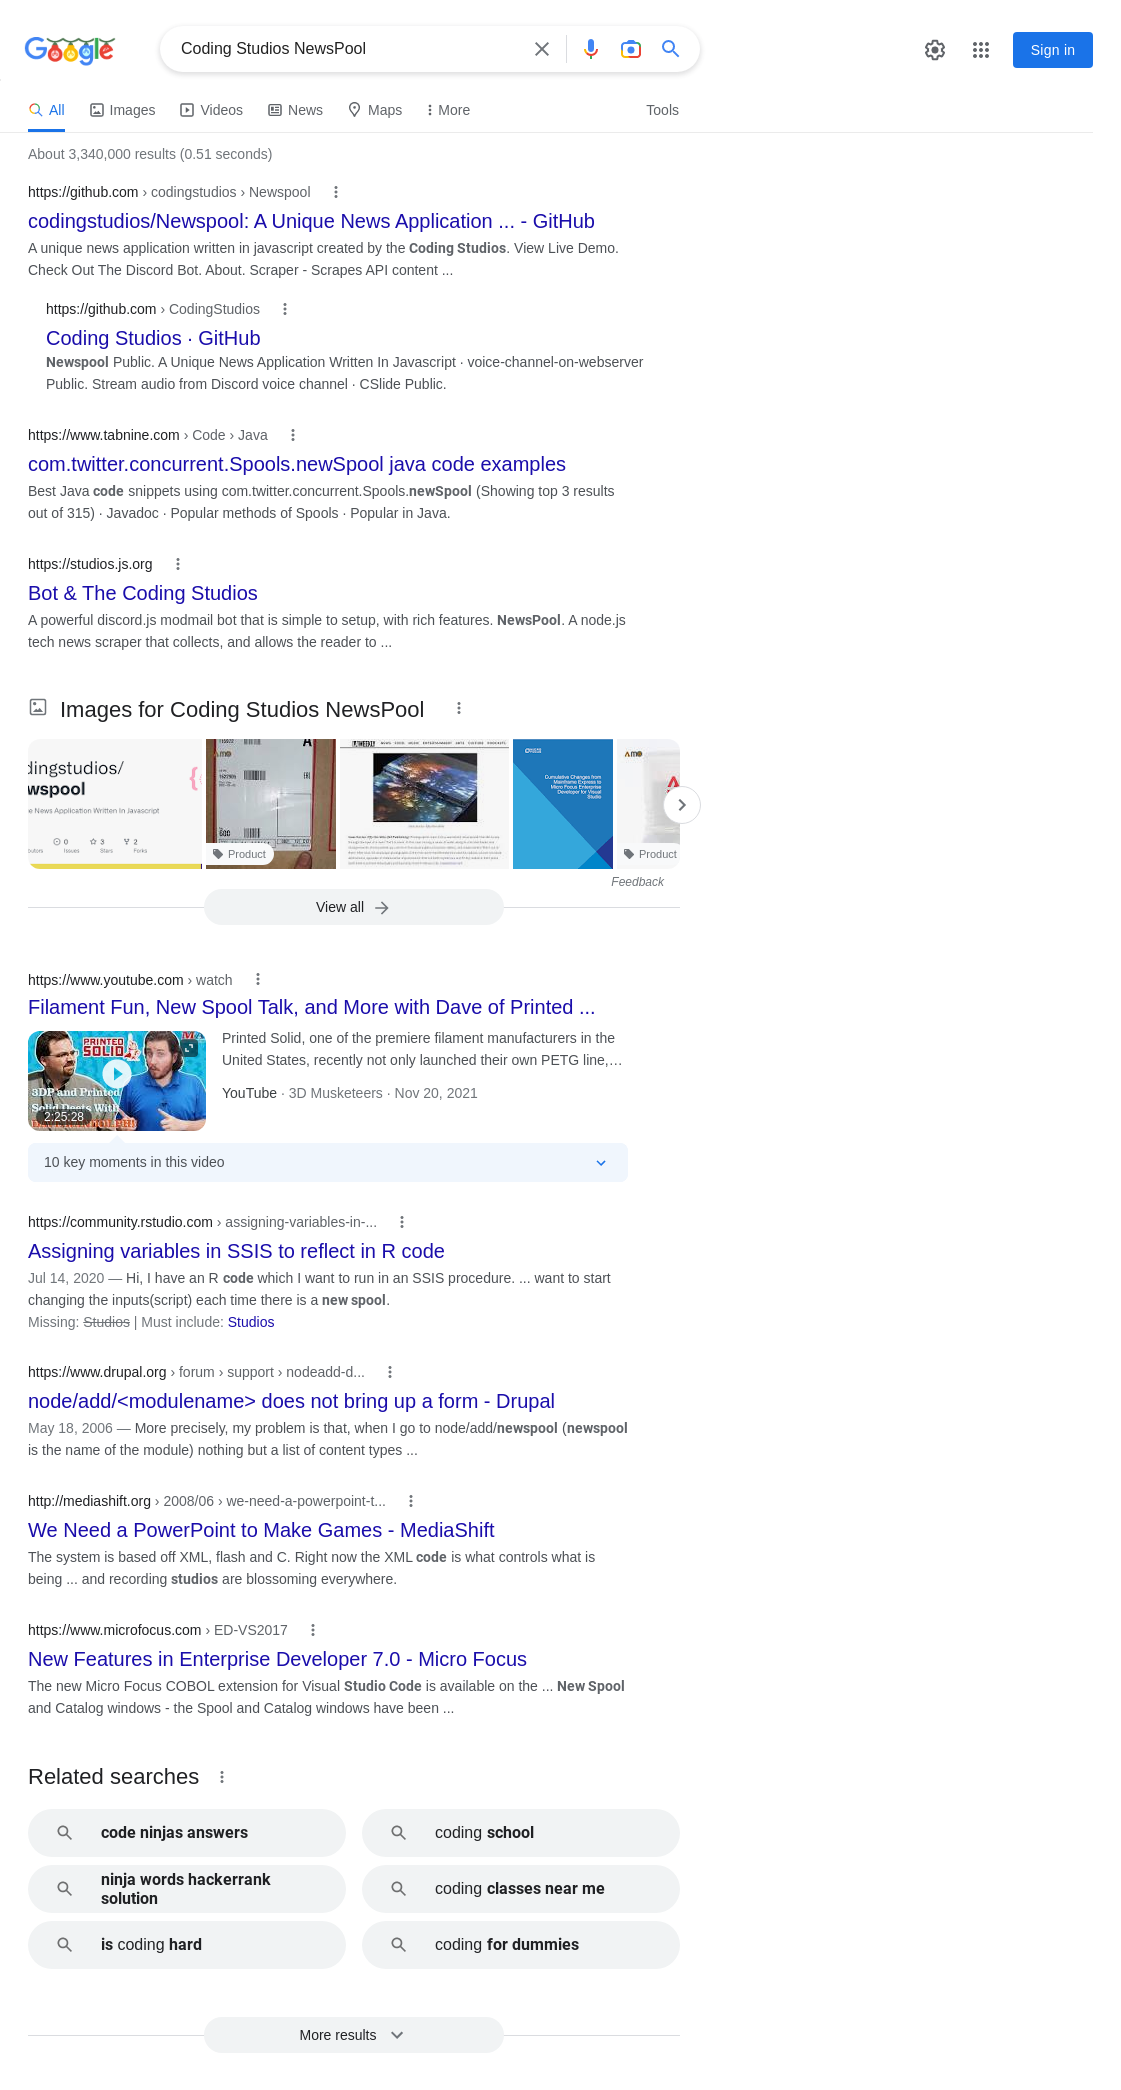 Google
Coding Studios NewsPool
Sign in
All
Images
Videos
News
Maps
More
Tools
About 3,340,000 results (0.51 seconds)
https://github.com › codingstudios › Newspool
codingstudios/Newspool: A Unique News Application ... - GitHub
A unique news application written in javascript created by the Coding Studios. View Live Demo.
Check Out The Discord Bot. About. Scraper - Scrapes API content ...
https://github.com › CodingStudios
Coding Studios · GitHub
Newspool Public. A Unique News Application Written In Javascript · voice-channel-on-webserver
Public. Stream audio from Discord voice channel · CSlide Public.
https://www.tabnine.com › Code › Java
com.twitter.concurrent.Spools.newSpool java code examples
Best Java code snippets using com.twitter.concurrent.Spools.newSpool (Showing top 3 results
out of 315) · Javadoc · Popular methods of Spools · Popular in Java.
https://studios.js.org
Bot & The Coding Studios
A powerful discord.js modmail bot that is simple to setup, with rich features. NewsPool. A node.js
tech news scraper that collects, and allows the reader to ...
Images for Coding Studios NewsPool
dingstudios/
wspool
e News Application Written In Javascript
0
3
2
Issues
Stars
Forks
Product
Cumulative Changes from
Mainframe Express to
Micro Focus Enterprise
Developer for Visual
Studio
Product
Feedback
View all
https://www.youtube.com › watch
Filament Fun, New Spool Talk, and More with Dave of Printed ...
PRINTED
SOLID
3DP and Printed
Solid Deets With
2:25:28
Printed Solid, one of the premiere filament manufacturers in the
United States, recently not only launched their own PETG line,…
YouTube · 3D Musketeers · Nov 20, 2021
10 key moments in this video
https://community.rstudio.com › assigning-variables-in-...
Assigning variables in SSIS to reflect in R code
Jul 14, 2020 — Hi, I have an R code which I want to run in an SSIS procedure. ... want to start
changing the inputs(script) each time there is a new spool.
Missing: Studios | Must include: Studios
https://www.drupal.org › forum › support › nodeadd-d...
node/add/<modulename> does not bring up a form - Drupal
May 18, 2006 — More precisely, my problem is that, when I go to node/add/newspool (newspool
is the name of the module) nothing but a list of content types ...
http://mediashift.org › 2008/06 › we-need-a-powerpoint-t...
We Need a PowerPoint to Make Games - MediaShift
The system is based off XML, flash and C. Right now the XML code is what controls what is
being ... and recording studios are blossoming everywhere.
https://www.microfocus.com › ED-VS2017
New Features in Enterprise Developer 7.0 - Micro Focus
The new Micro Focus COBOL extension for Visual Studio Code is available on the ... New Spool
and Catalog windows - the Spool and Catalog windows have been ...
Related searches
code ninjas answers
coding school
ninja words hackerrank
solution
coding classes near me
is coding hard
coding for dummies
More results